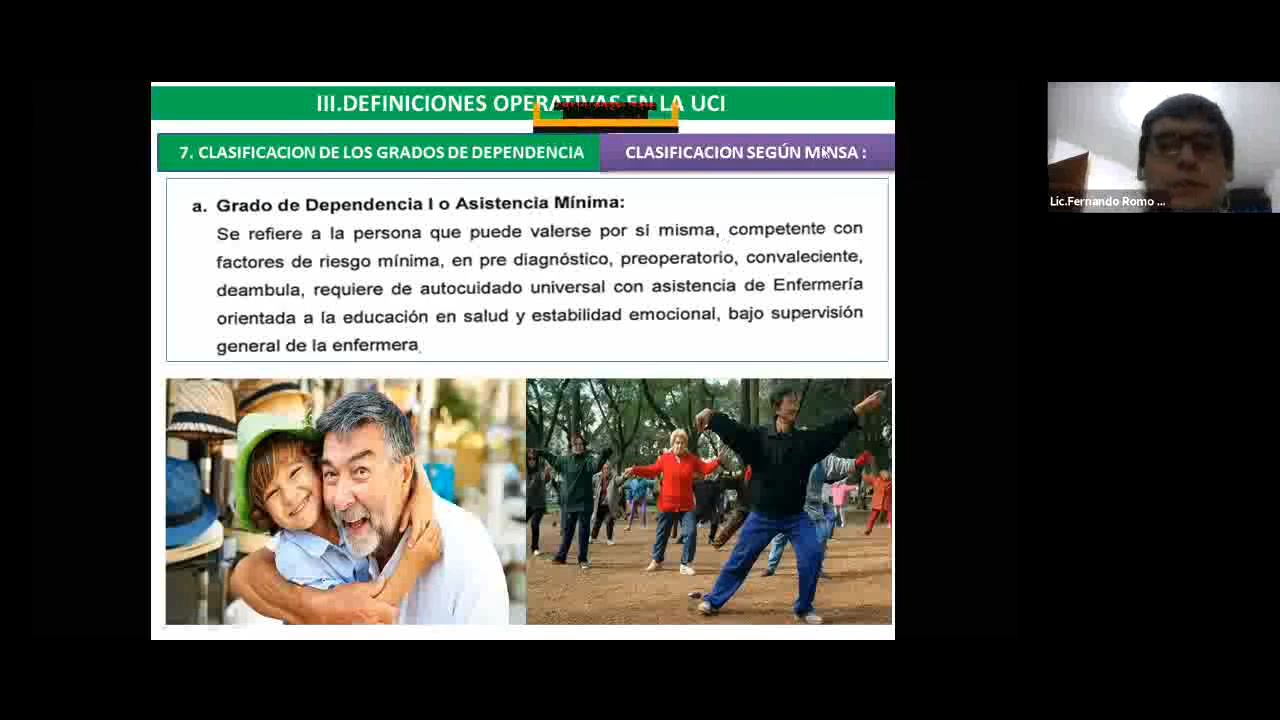 III.DEFINICIONES OPERATIVAS EN LA UCI
7. CLASIFICACION DE LOS GRADOS DE DEPENDENCIA
CLASIFICACION SEGÚN MINSA :
a. Grado de Dependencia I o Asistencia Mínima:
Se refiere a la persona que puede valerse por sí misma, competente con
factores de riesgo mínima, en pre diagnóstico, preoperatorio, convaleciente,
deambula, requiere de autocuidado universal con asistencia de Enfermería
orientada a la educación en salud y estabilidad emocional, bajo supervisión
general de la enfermera
Lic.Fernando Romo ...